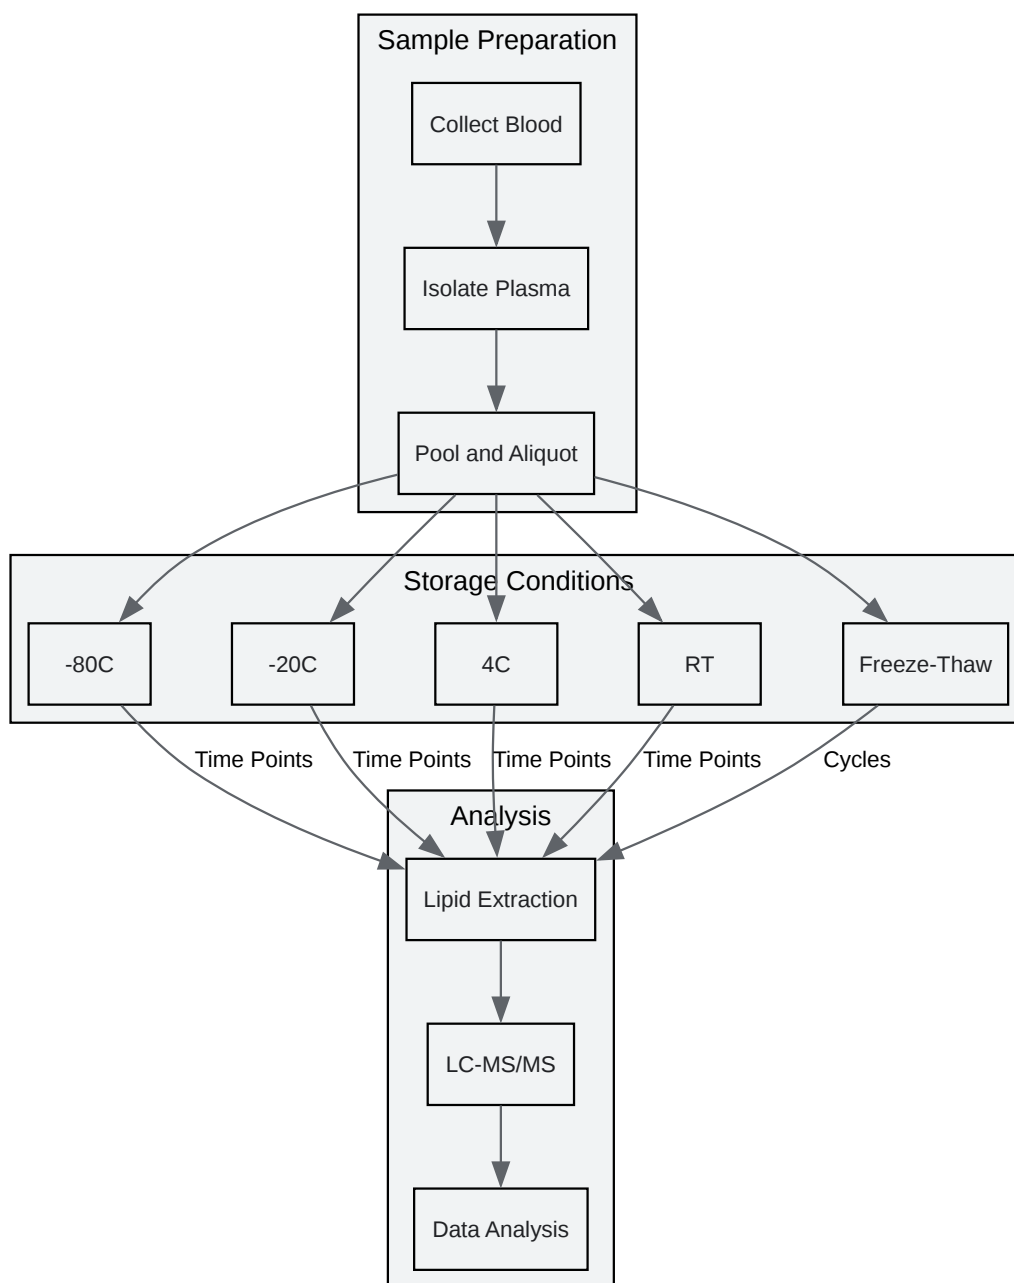 Sample Preparation
Collect Blood
Isolate Plasma
Pool and Aliquot
Storage Conditions
-80C
-20C
4C
RT
Freeze-Thaw
Time Points
Time Points
Time Points
Time Points
Cycles
Analysis
Lipid Extraction
LC-MS/MS
Data Analysis